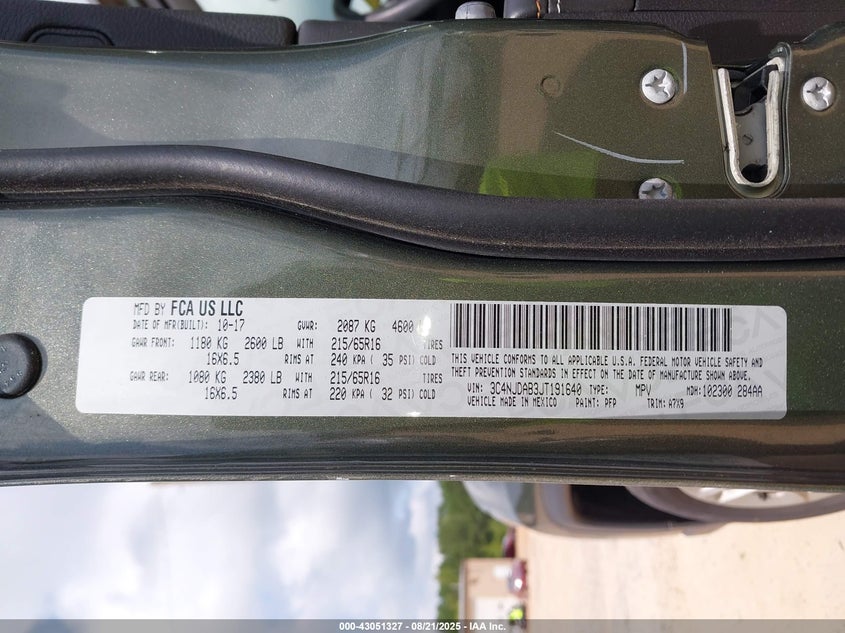 MFD BY FCA US LLC
DATE OF MFR(BUILT): 10-17 GVWR: 2087 KG 4600
GAWR FRONT: 1180 KG 2600 LB WITH 215/65R16 TIRES
16X6.5 RIMS AT 240 KPA ( 35 PSI) COLD
GAWR REAR: 1080 KG 2380 LB WITH 215/65R16 TIRES
16X6.5 RIMS AT 220 KPA ( 32 PSI) COLD
THIS VEHICLE CONFORMS TO ALL APPLICABLE U.S.A. FEDERAL MOTOR VEHICLE SAFETY AND
THEFT PREVENTION STANDARDS IN EFFECT ON THE DATE OF MANUFACTURE SHOWN ABOVE.
VIN: 3C4NJDAB3JT191640 TYPE: MPV MDH: 102300 284AA
VEHICLE MADE IN MEXICO PAINT: PFP TRIM: A7X9
000-43051327 - 08/21/2025 - IAA Inc.